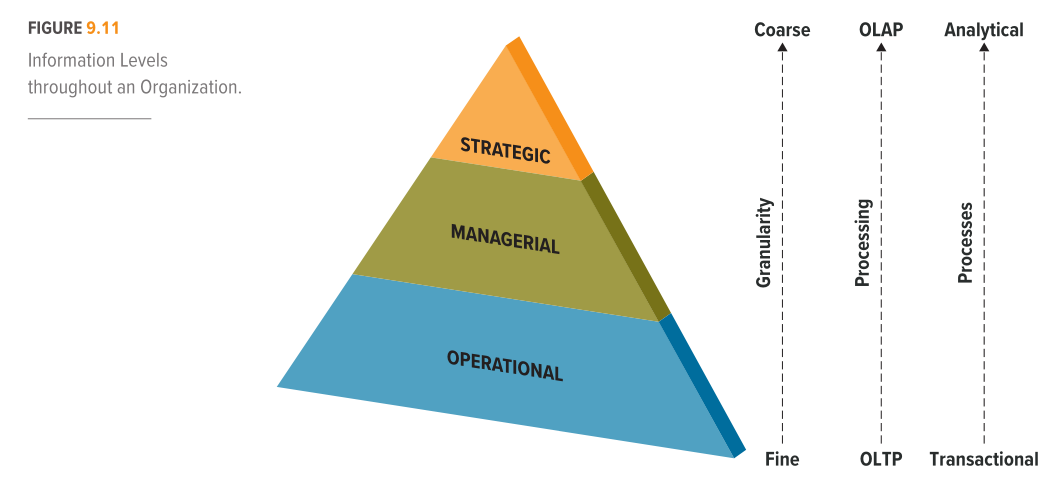 FIGURE 9.11
Information Levels
throughout an Organization.
Coarse
OLAP
Analytical
STRATEGIC
MANAGERIAL
OPERATIONAL
Granularity
Processing
Processes
Fine
OLTP
Transactional